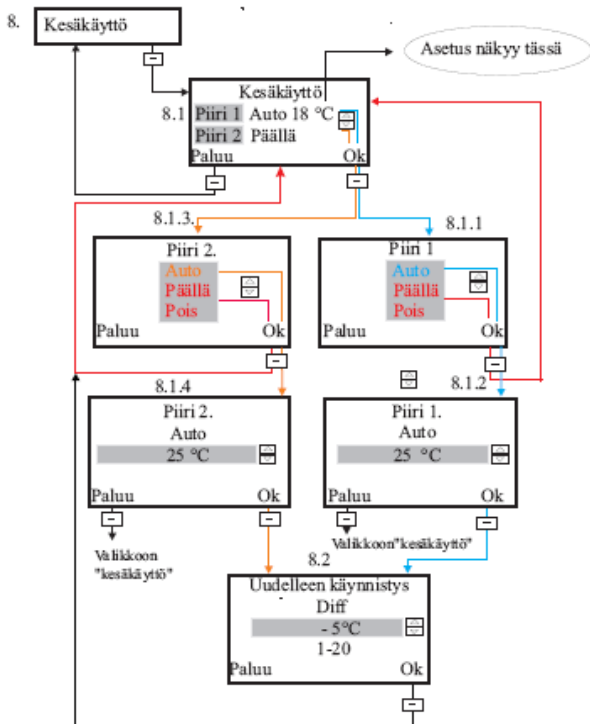 8. Kesäkäyttö
Asetus näkyy tässä
Kesäkäyttö
8.1 Piiri 1 Auto 18 °C
Piiri 2 Päällä
Paluu Ok
8.1.3. 8.1.1
Piiri 2.
Auto
Päällä
Pois
Paluu Ok
Piiri 1
Auto
Päällä
Pois
Paluu Ok
8.1.4 8.1.2
Piiri 2.
Auto
25 °C
Paluu Ok
Piiri 1.
Auto
25 °C
Paluu Ok
Valikkoon
"kesäkäyttö"
Valikkoon"kesäkäyttö"
8.2
Uudelleen käynnistys
Diff
- 5°C
1-20
Paluu Ok